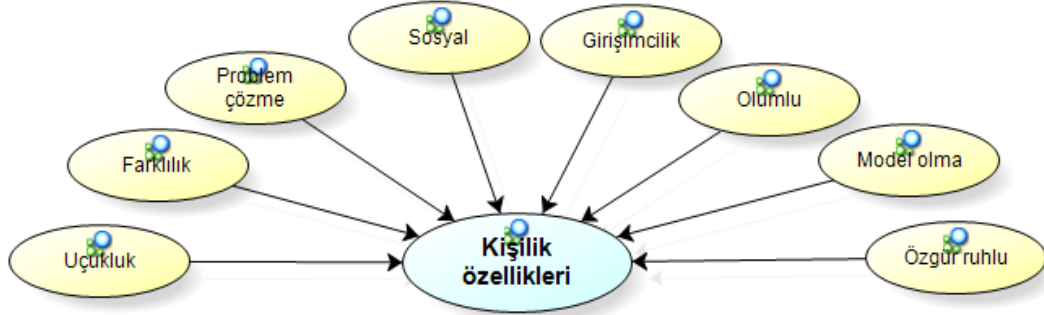 Sosyal
Girişimcilik
Problem
çözme
Olumlu
Farklılık
Model olma
Uçukluk
Kişilik
özellikleri
Özgür ruhlu